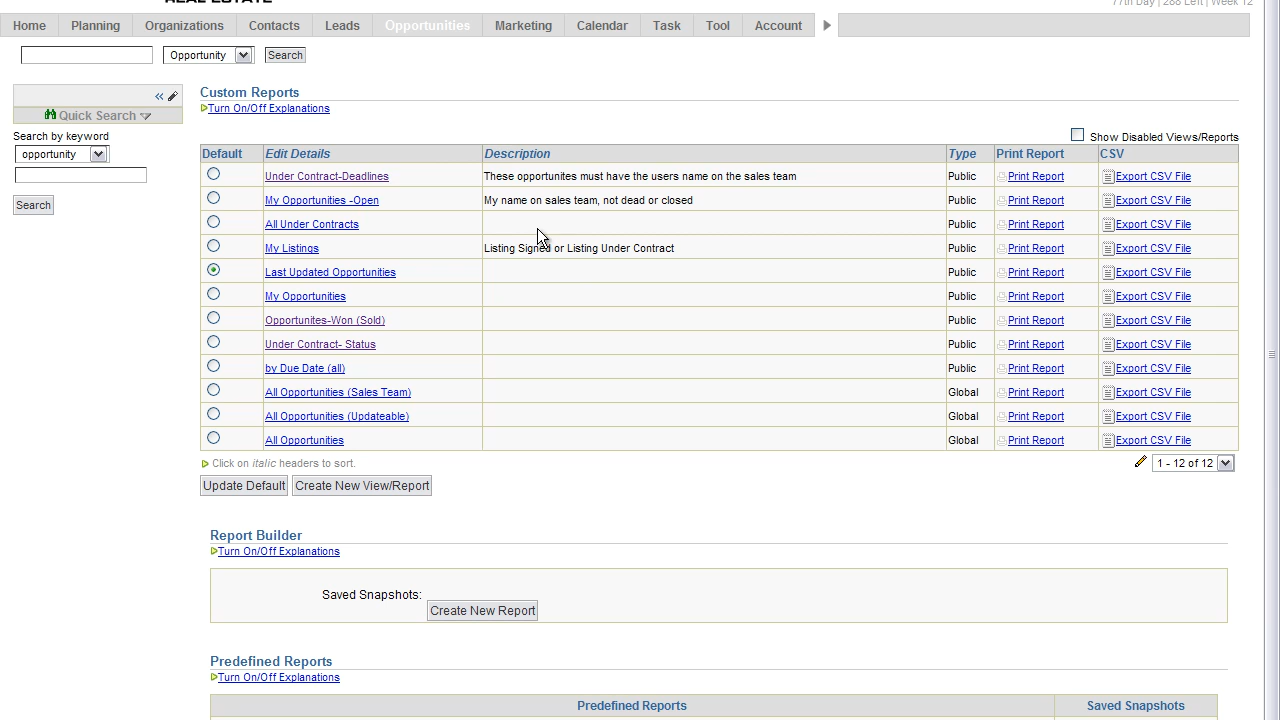 REAL ESTATE
77th Day | 288 Left | Week 12
Home Planning Organizations Contacts Leads Opportunities Marketing Calendar Task Tool Account
Opportunity Search
«
Quick Search
Search by keyword
opportunity
Search
Custom Reports
Turn On/Off Explanations
Show Disabled Views/Reports
Default Edit Details Description Type Print Report CSV
Under Contract-Deadlines These opportunites must have the users name on the sales team Public Print Report Export CSV File
My Opportunities -Open My name on sales team, not dead or closed Public Print Report Export CSV File
All Under Contracts Public Print Report Export CSV File
My Listings Listing Signed or Listing Under Contract Public Print Report Export CSV File
Last Updated Opportunities Public Print Report Export CSV File
My Opportunities Public Print Report Export CSV File
Opportunites-Won (Sold) Public Print Report Export CSV File
Under Contract- Status Public Print Report Export CSV File
by Due Date (all) Public Print Report Export CSV File
All Opportunities (Sales Team) Global Print Report Export CSV File
All Opportunities (Updateable) Global Print Report Export CSV File
All Opportunities Global Print Report Export CSV File
Click on italic headers to sort. 1 - 12 of 12
Update Default Create New View/Report
Report Builder
Turn On/Off Explanations
Saved Snapshots:
Create New Report
Predefined Reports
Turn On/Off Explanations
Predefined Reports Saved Snapshots